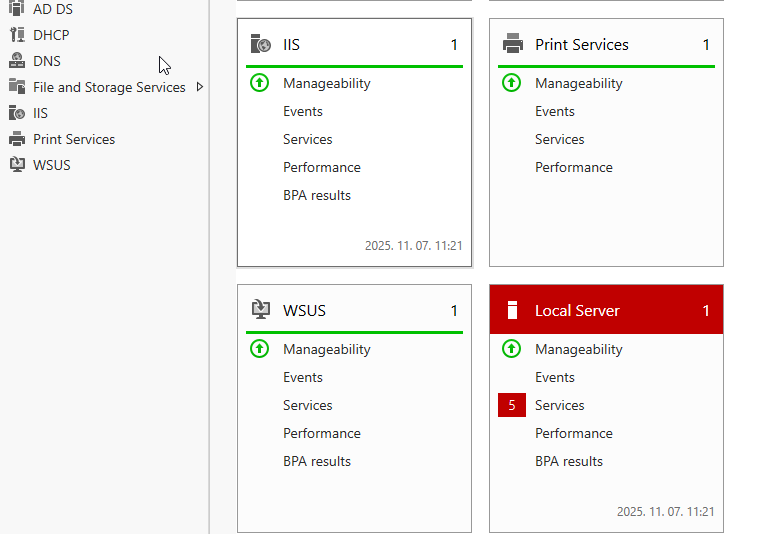 AD DS
DHCP
DNS
File and Storage Services
IIS
Print Services
WSUS
IIS 1
Manageability
Events
Services
Performance
BPA results
2025. 11. 07. 11:21
Print Services 1
Manageability
Events
Services
Performance
WSUS 1
Manageability
Events
Services
Performance
BPA results
Local Server 1
Manageability
Events
5 Services
Performance
BPA results
2025. 11. 07. 11:21